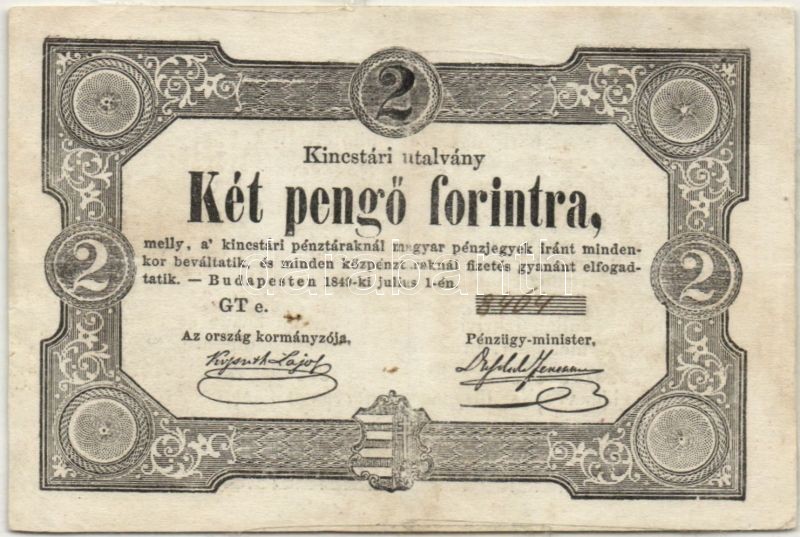 2
Kincstári utalvány
Két pengő forintra,
melly, a' kincstári pénztáraknál magyar pénzjegyek iránt minden-
kor beváltatik, és minden közpénztáraknál fizetés gyanánt elfogad-
tatik. — Budapesten 1849-ki julius 1-én.
2
2
GT e.
8404
Az ország kormányzója,
Pénzügy-minister,
Kossuth Lajos